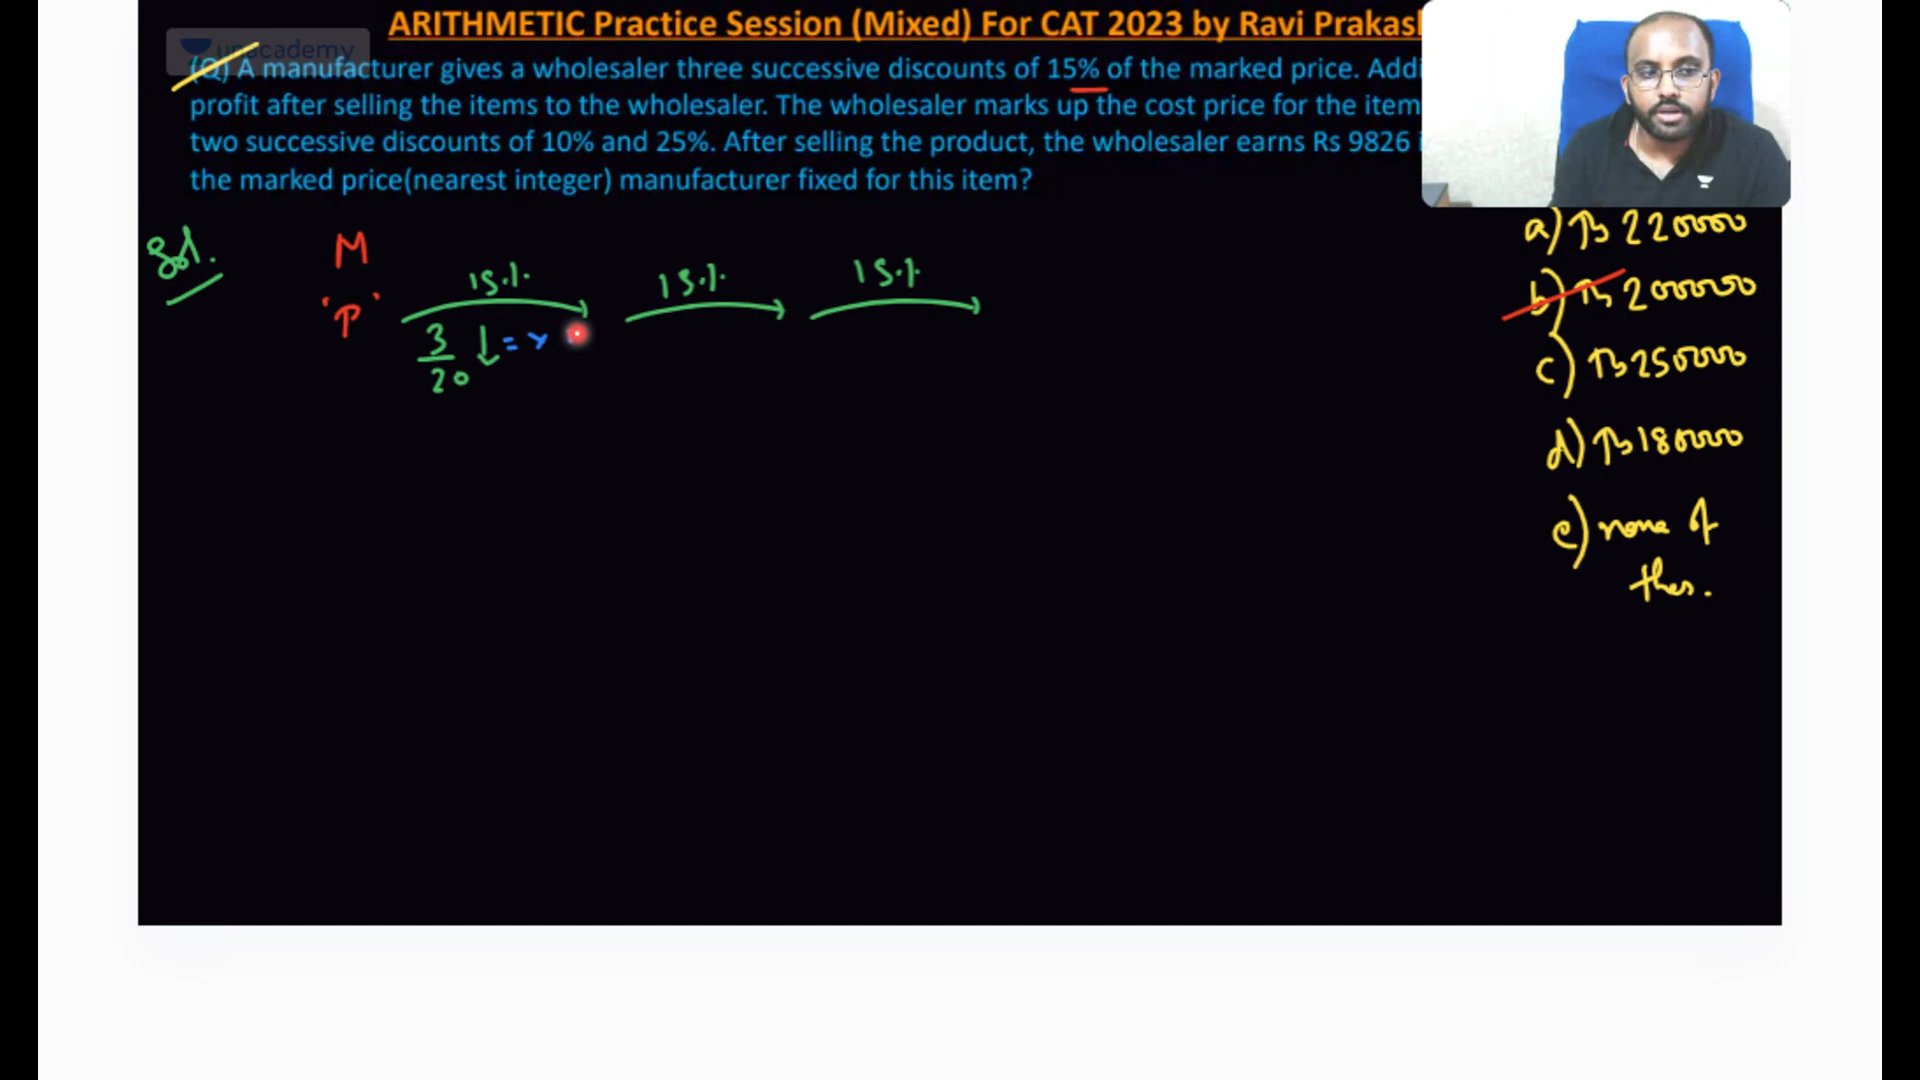 ARITHMETIC Practice Session (Mixed) For CAT 2023 by Ravi Prakash
unacademy
(Q) A manufacturer gives a wholesaler three successive discounts of 15% of the marked price. Addi
profit after selling the items to the wholesaler. The wholesaler marks up the cost price for the item
two successive discounts of 10% and 25%. After selling the product, the wholesaler earns Rs 9826
the marked price(nearest integer) manufacturer fixed for this item?
Sol.
M
'P'
15% 15% 15%
3/20 ↓ = x
a) Rs 220000
b) Rs 200000
c) Rs 250000
d) Rs 180000
e) none of
thes.